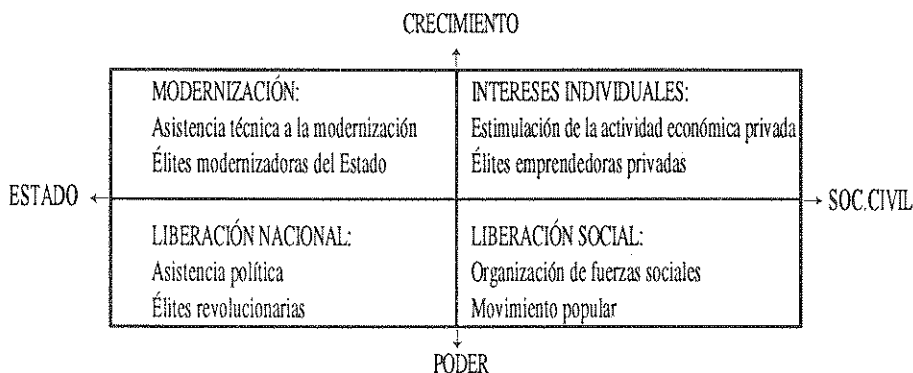 CRECIMIENTO
MODERNIZACIÓN:
Asistencia técnica a la modernización
Élites modernizadoras del Estado
INTERESES INDIVIDUALES:
Estimulación de la actividad económica privada
Élites emprendedoras privadas
ESTADO
SOC.CIVIL
LIBERACIÓN NACIONAL:
Asistencia política
Élites revolucionarias
LIBERACIÓN SOCIAL:
Organización de fuerzas sociales
Movimiento popular
PODER